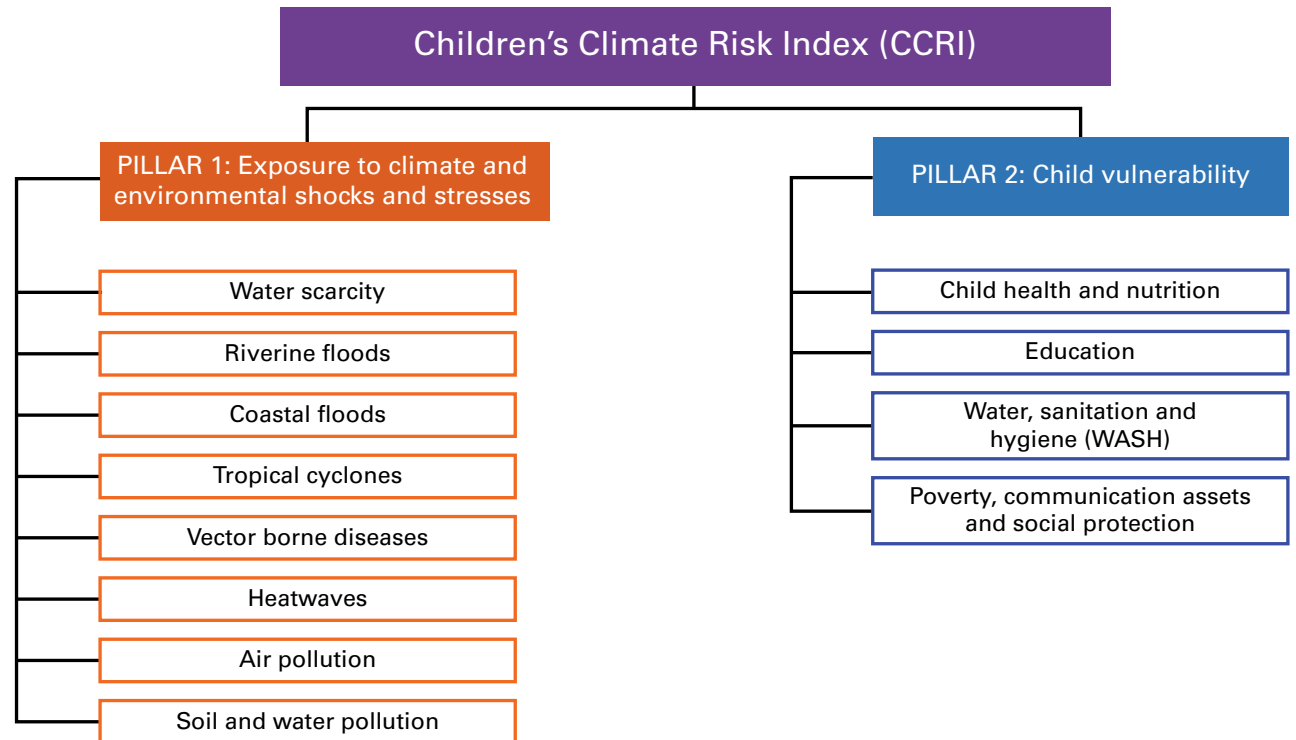 Children’s Climate Risk Index (CCRI)
PILLAR 1: Exposure to climate and
environmental shocks and stresses
Water scarcity
Riverine floods
Coastal floods
Tropical cyclones
Vector borne diseases
Heatwaves
Air pollution
Soil and water pollution
PILLAR 2: Child vulnerability
Child health and nutrition
Education
Water, sanitation and
hygiene (WASH)
Poverty, communication assets
and social protection